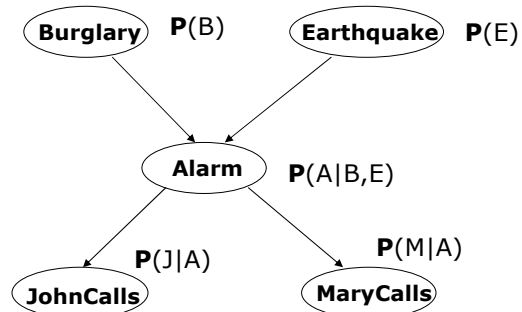 Burglary P(B)
Earthquake P(E)
Alarm P(A|B,E)
P(J|A)
P(M|A)
JohnCalls
MaryCalls